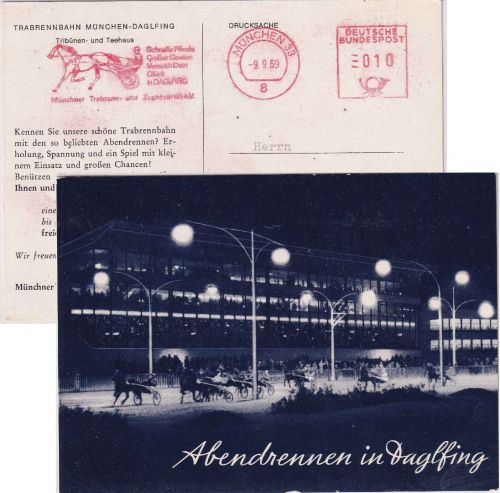 TRABRENNBAHN MÜNCHEN-DAGLFING
Tribünen- und Teehaus
Schnelle Pferde
Großer Gewinn
Versuch Dein
Glück
in DAGLFING
Münchner Trabrenn- und Zuchtverein e.V.
DRUCKSACHE
MÜNCHEN 33
-9.9.69
8
DEUTSCHE
BUNDESPOST
010
Herrn
Kennen Sie unsere schöne Trabrennbahn
mit den so beliebten Abendrennen? Er-
holung, Spannung und ein Spiel mit klei-
nem Einsatz und großen Chancen!
Benützen
Ihnen und
eine
bis
frei
Wir freuen
Münchner
Abendrennen in Daglfing